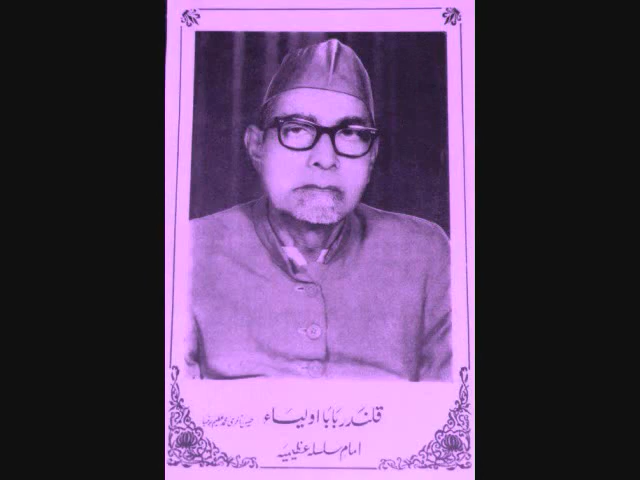 قلندر بابا اولیاء
امام سلسلہ عظیمیہ